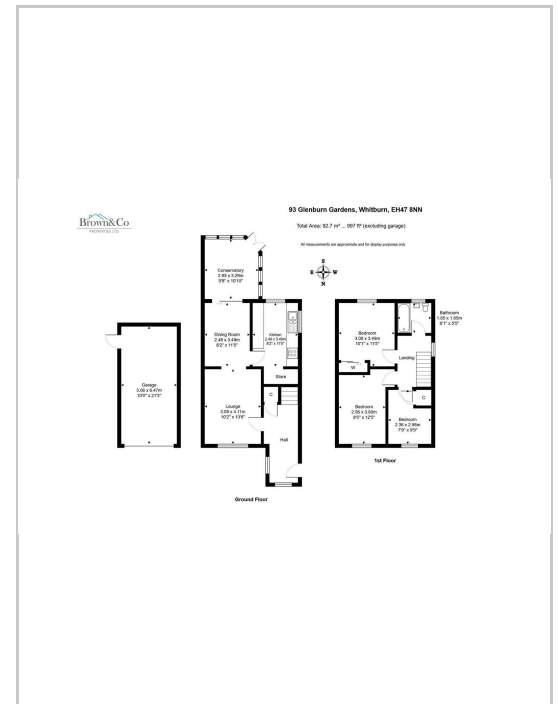 Brown&Co
PROPERTIES LTD
93 Glenburn Gardens, Whitburn, EH47 8NN
Total Area: 92.7 m² ... 997 ft² (excluding garage)
All measurements are approximate and for display purposes only
S
E
W
N
Conservatory
2.95 x 3.29m
9'8" x 10'10"
Dining Room
2.48 x 3.49m
8'2" x 11'5"
Kitchen
2.49 x 3.49m
8'2" x 11'5"
Store
Lounge
3.09 x 4.11m
10'2" x 13'6"
C
Hall
Garage
3.06 x 6.47m
10'0" x 21'3"
Ground Floor
Bedroom
3.08 x 3.49m
10'1" x 11'5"
W
Bathroom
1.85 x 1.65m
6'1" x 5'5"
Landing
C
Bedroom
2.56 x 3.80m
8'5" x 12'5"
Bedroom
2.36 x 2.98m
7'9" x 9'9"
1st Floor